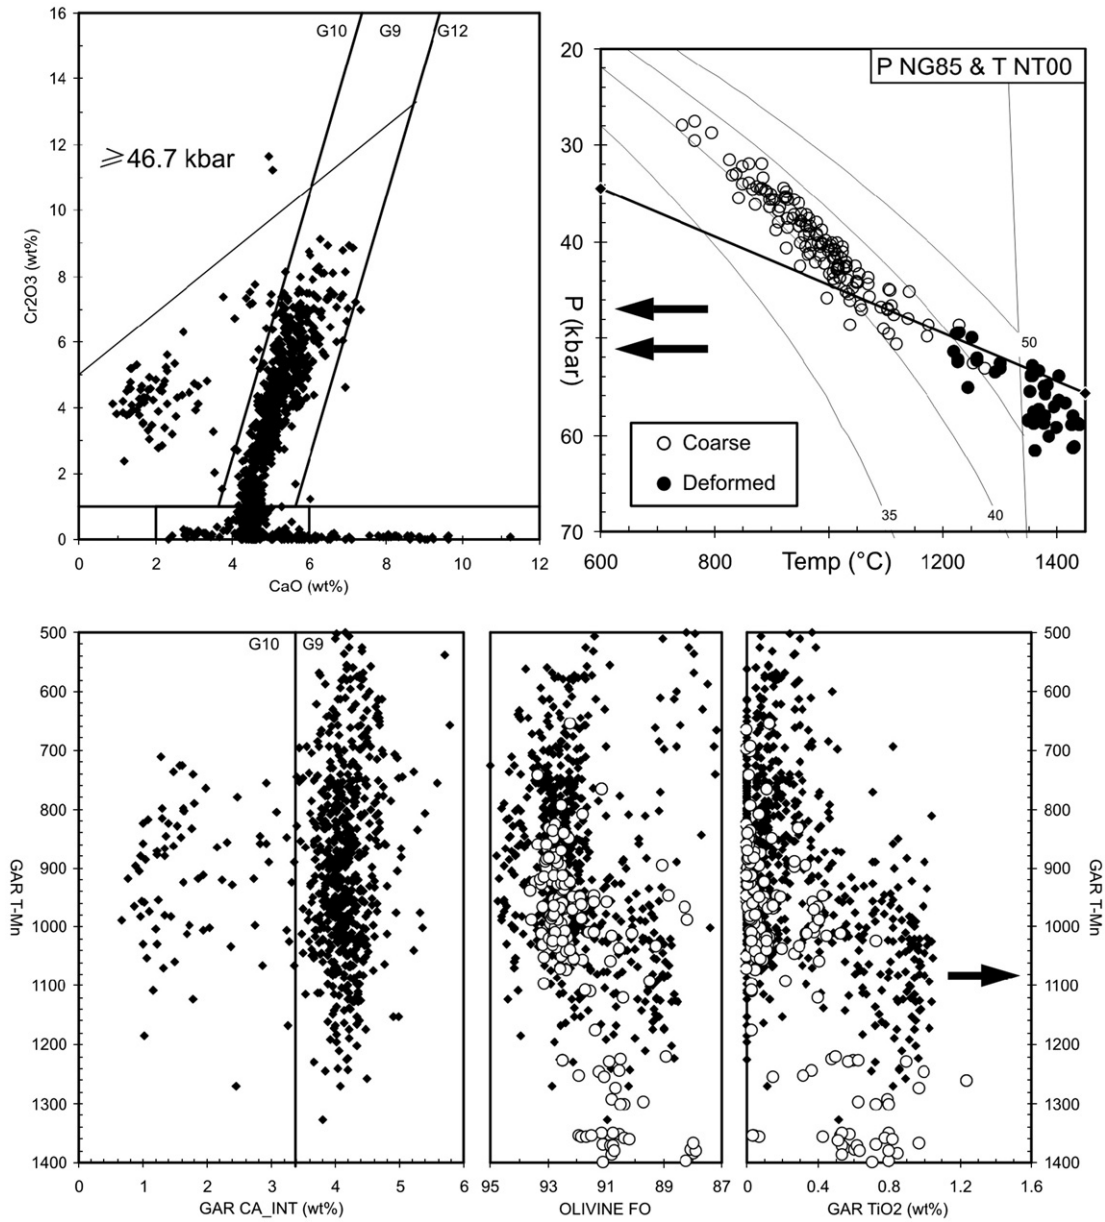 16
14
12
10
8
6
4
2
0
Cr2O3 (wt%)
G10 G9 G12
⩾46.7 kbar
0 2 4 6 8 10 12
CaO (wt%)
P NG85 & T NT00
20
30
40
60
70
P (kbar)
50
35
40
Coarse
Deformed
600 800 1200 1400
Temp (°C)
500
600
700
800
900
1000
1100
1200
1300
1400
GAR T-Mn
G10 G9
0 1 2 3 4 5 6
GAR CA_INT (wt%)
95 93 91 89 87
OLIVINE FO
500
600
700
800
900
1000
1100
1200
1300
1400
GAR T-Mn
0 0.4 0.8 1.2 1.6
GAR TiO2 (wt%)